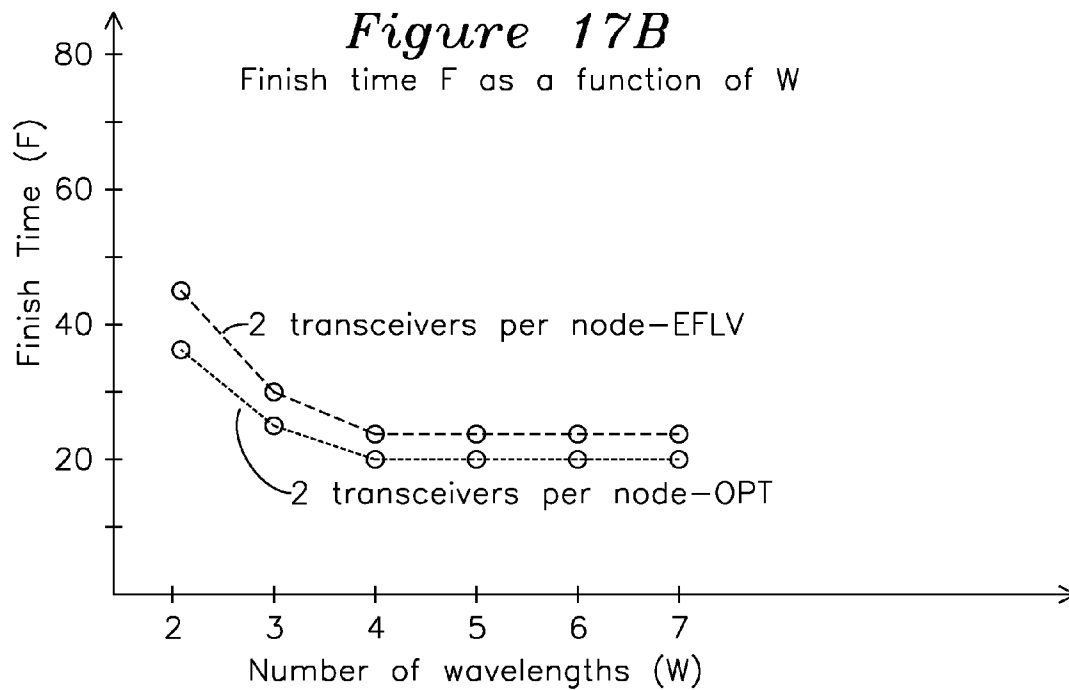 Figure 17B
Finish time F as a function of W
80
60
40
20
Finish Time (F)
2 transceivers per node-EFLV
2 transceivers per node-OPT
2 3 4 5 6 7
Number of wavelengths (W)